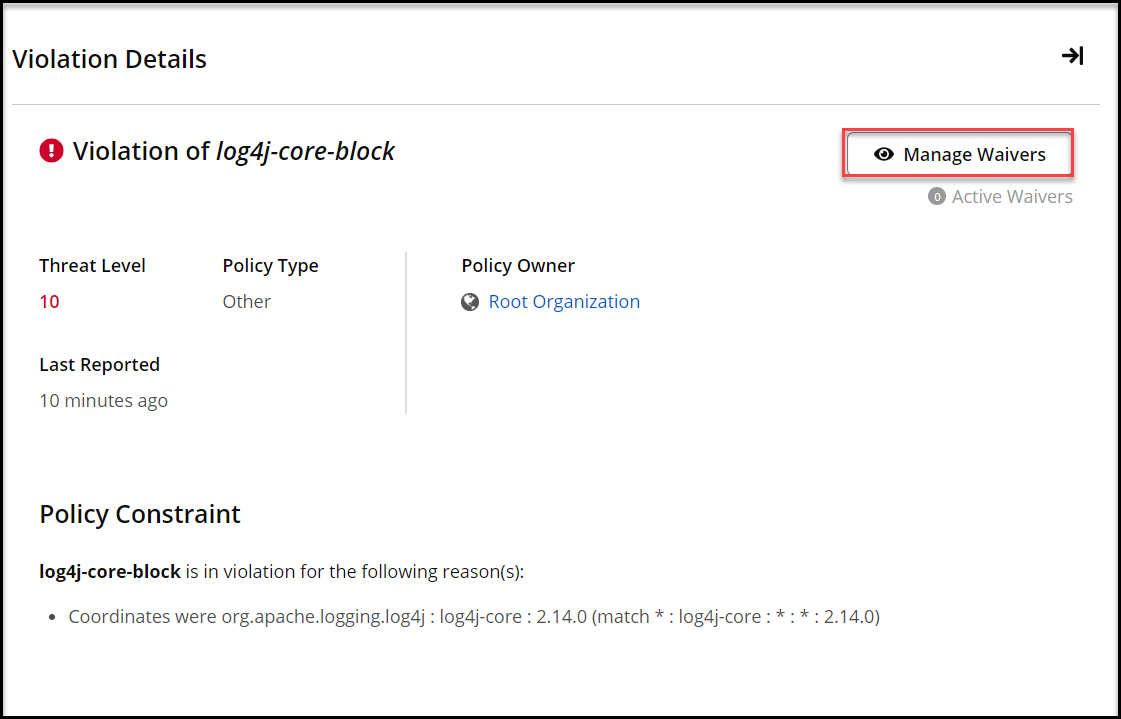 Violation Details
Violation of log4j-core-block
Manage Waivers
0 Active Waivers
Threat Level
10
Policy Type
Other
Policy Owner
Root Organization
Last Reported
10 minutes ago
Policy Constraint
log4j-core-block is in violation for the following reason(s):
• Coordinates were org.apache.logging.log4j : log4j-core : 2.14.0 (match * : log4j-core : * : * : 2.14.0)